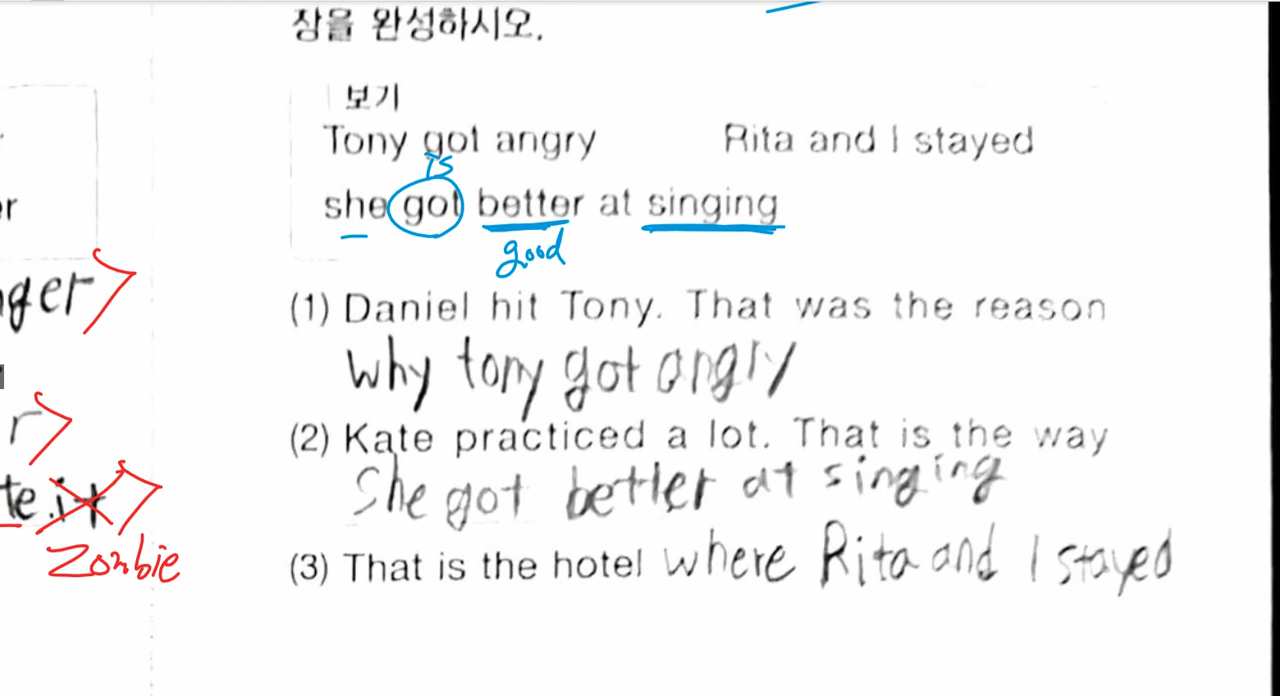 장을 완성하시오.
보기
Tony got angry Rita and I stayed
is
she got better at singing
good
(1) Daniel hit Tony. That was the reason
why tony got angry
(2) Kate practiced a lot. That is the way
She got better at singing
(3) That is the hotel where Rita and I stayed
zombie